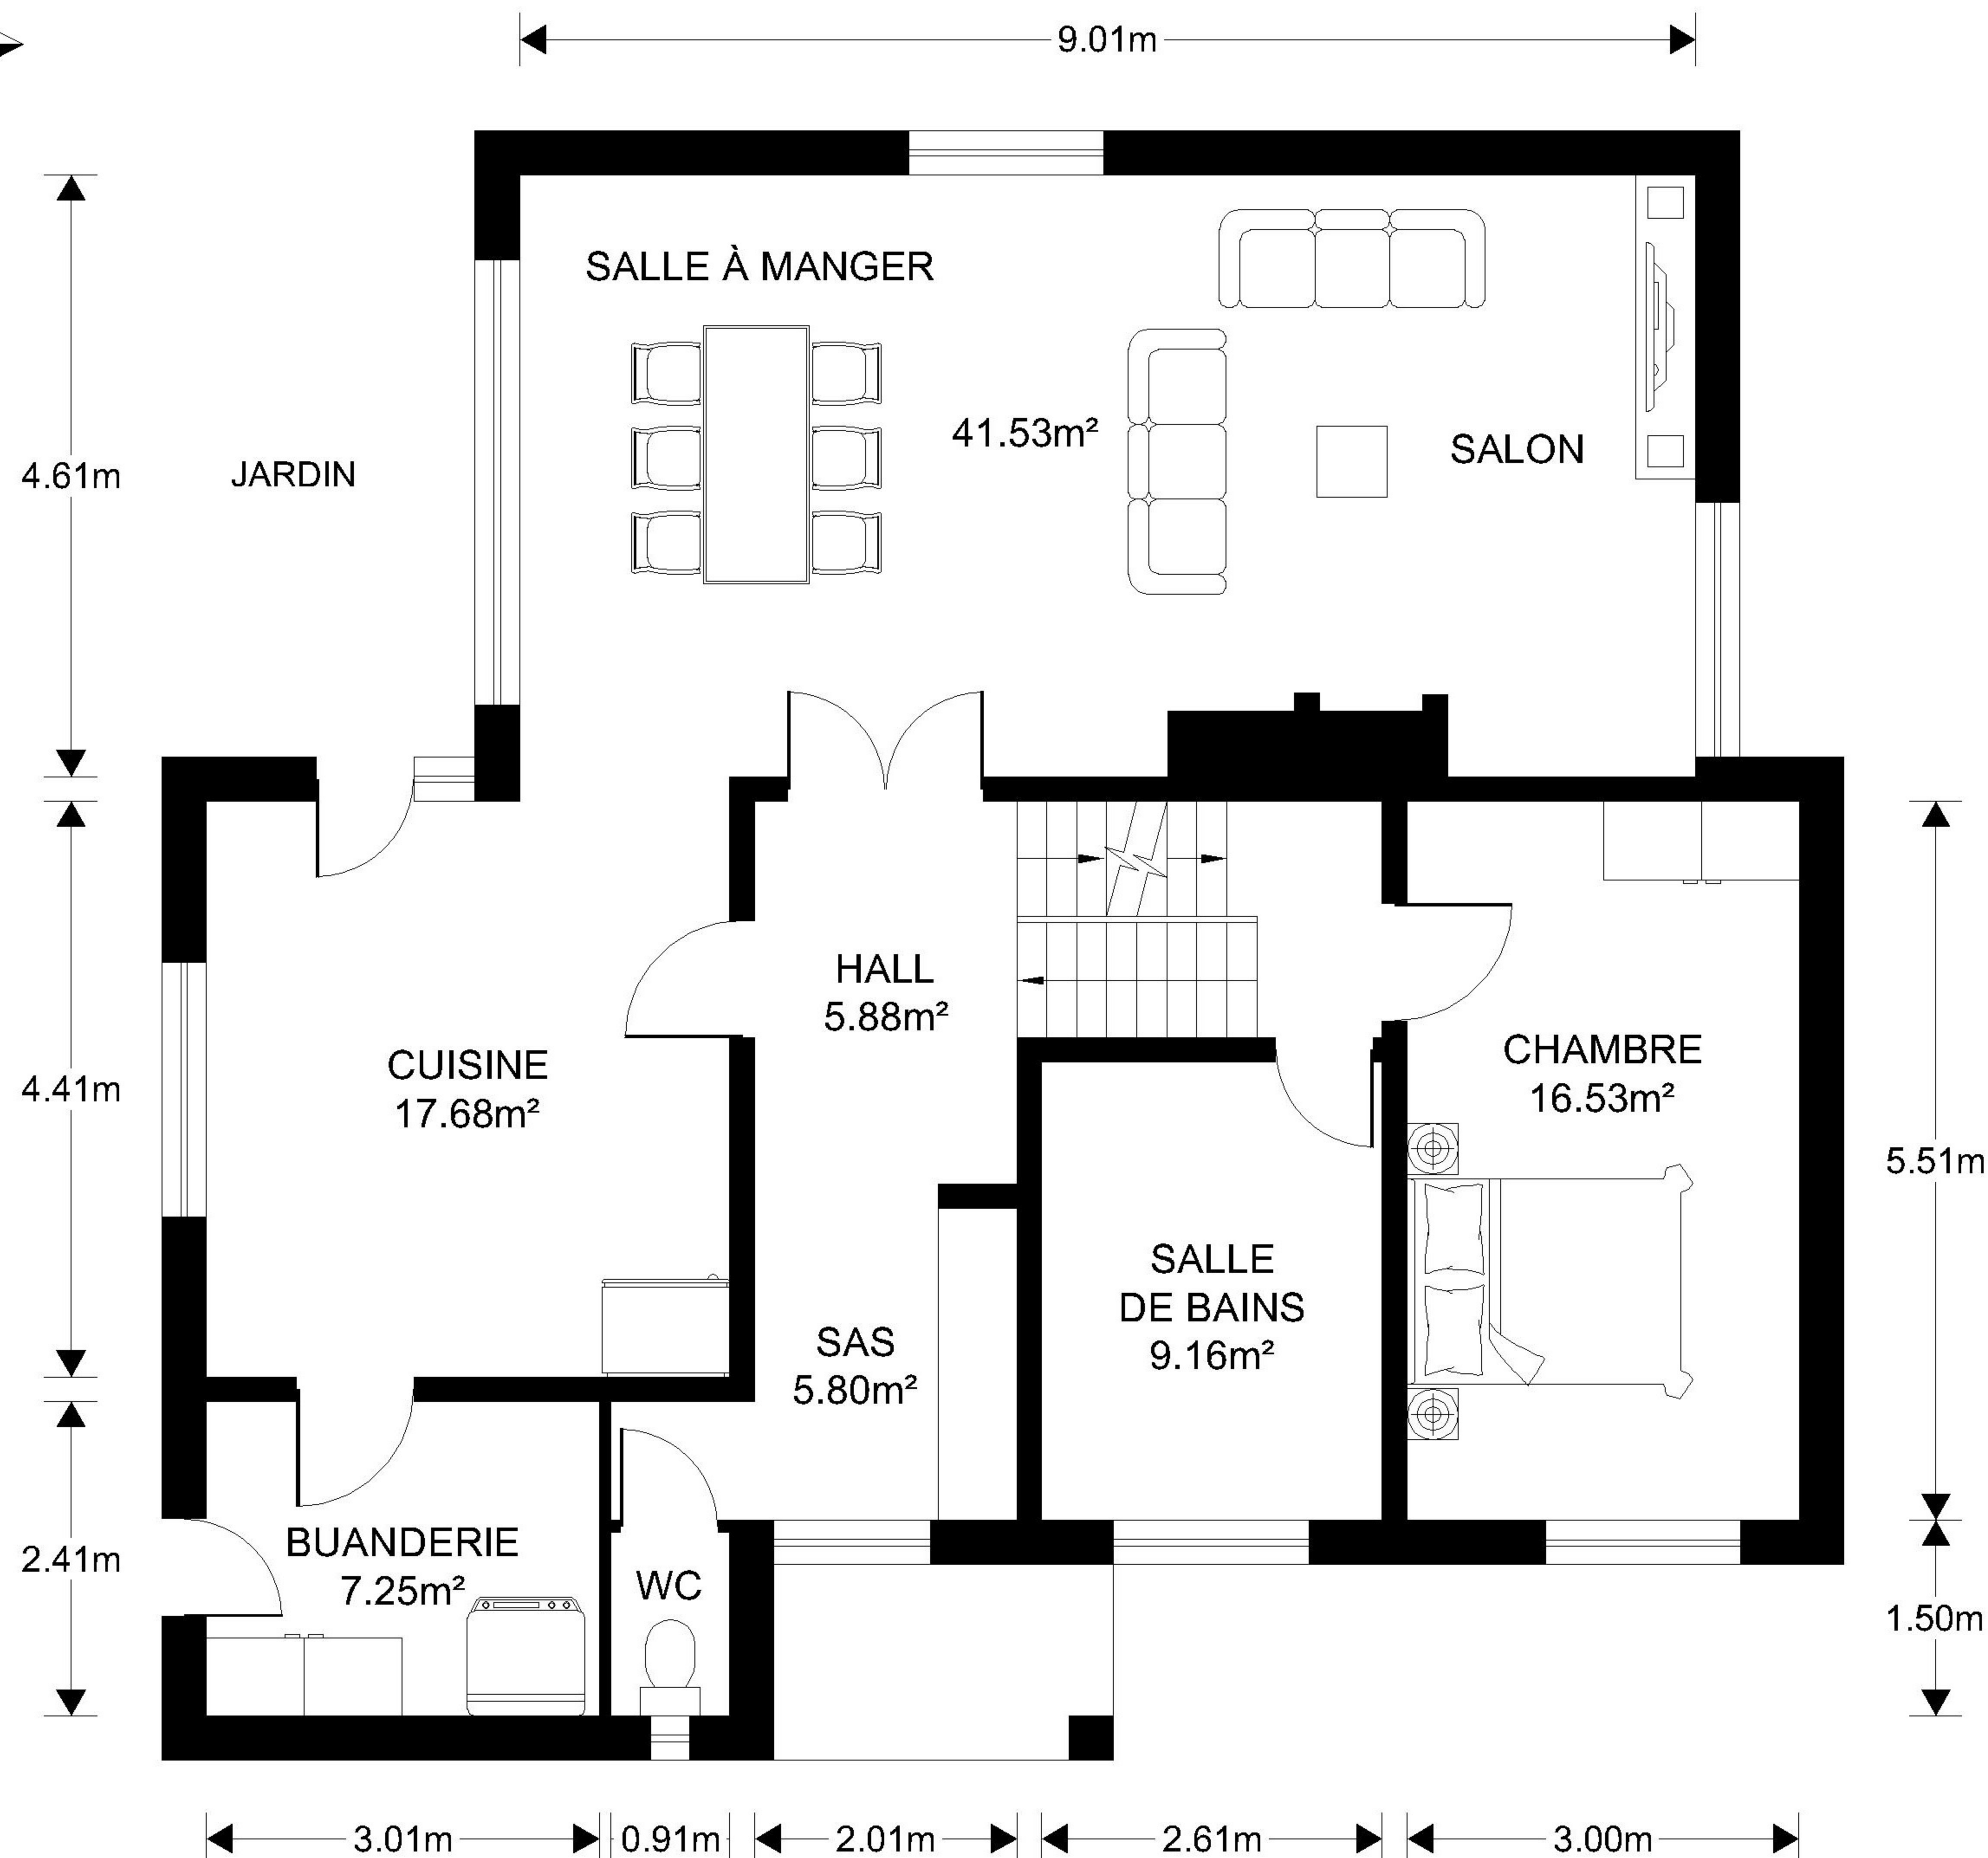 9.01m
SALLE À MANGER
41.53m²
SALON
4.61m
JARDIN
HALL
5.88m²
CUISINE
17.68m²
4.41m
CHAMBRE
16.53m²
5.51m
SALLE
DE BAINS
9.16m²
SAS
5.80m²
BUANDERIE
7.25m²
2.41m
WC
1.50m
3.01m
0.91m
2.01m
2.61m
3.00m